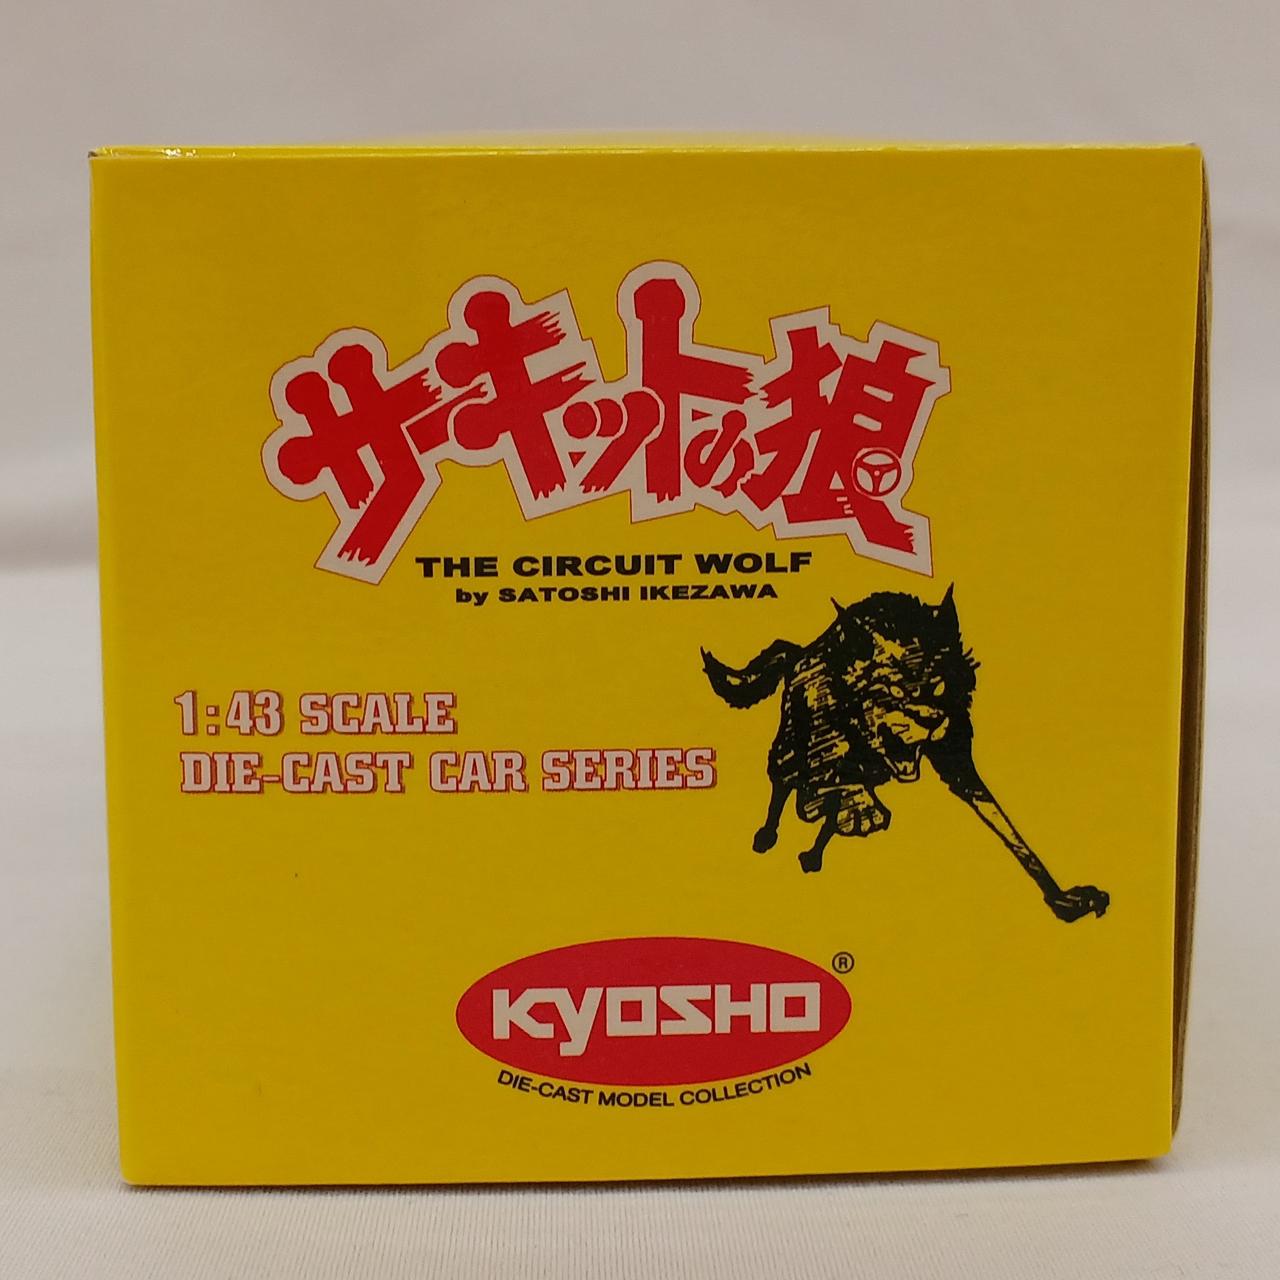 サーキットの狼
THE CIRCUIT WOLF
by SATOSHI IKEZAWA
1:43 SCALE
DIE-CAST CAR SERIES
KYOSHO ®
DIE-CAST MODEL COLLECTION